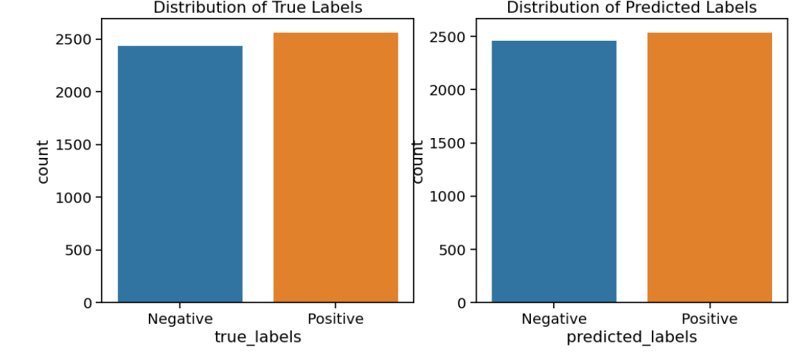 Distribution of True Labels
2500
2000
1500
1000
500
0
count
Negative
Positive
true_labels
Distribution of Predicted Labels
2500
2000
1500
1000
500
0
count
Negative
Positive
predicted_labels